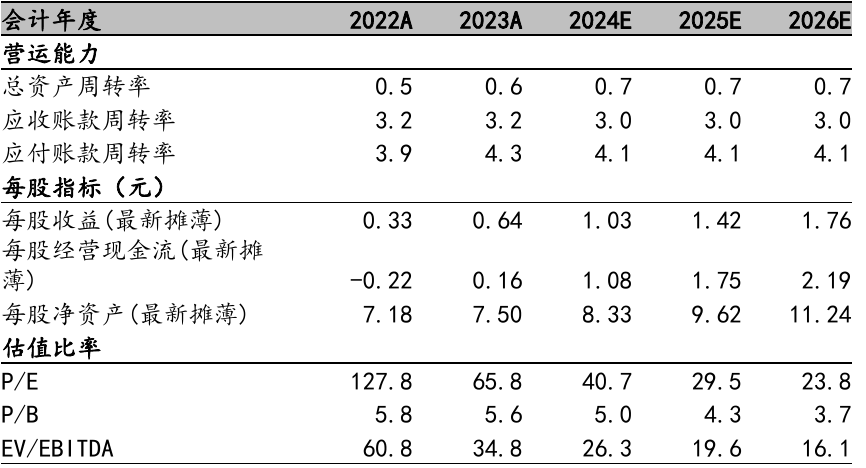 会计年度 2022A 2023A 2024E 2025E 2026E
营运能力
总资产周转率 0.5 0.6 0.7 0.7 0.7
应收账款周转率 3.2 3.2 3.0 3.0 3.0
应付账款周转率 3.9 4.3 4.1 4.1 4.1
每股指标（元）
每股收益(最新摊薄) 0.33 0.64 1.03 1.42 1.76
每股经营现金流(最新摊
薄) -0.22 0.16 1.08 1.75 2.19
每股净资产(最新摊薄) 7.18 7.50 8.33 9.62 11.24
估值比率
P/E 127.8 65.8 40.7 29.5 23.8
P/B 5.8 5.6 5.0 4.3 3.7
EV/EBITDA 60.8 34.8 26.3 19.6 16.1